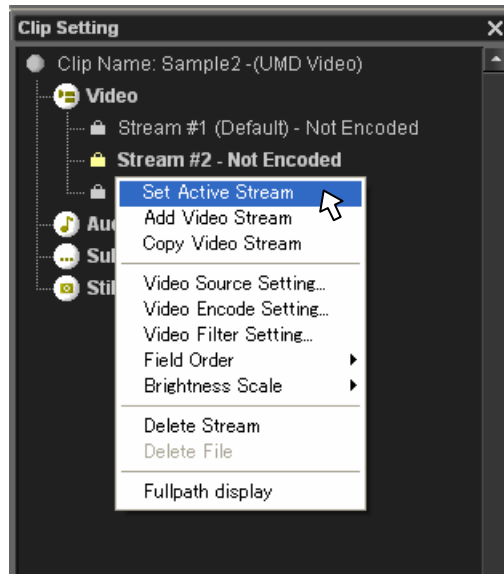 Clip Setting
Clip Name: Sample2 -(UMD Video)
Video
Stream #1 (Default) - Not Encoded
Stream #2 - Not Encoded
Set Active Stream
Add Video Stream
Copy Video Stream
Video Source Setting...
Video Encode Setting...
Video Filter Setting...
Field Order
Brightness Scale
Delete Stream
Delete File
Fullpath display